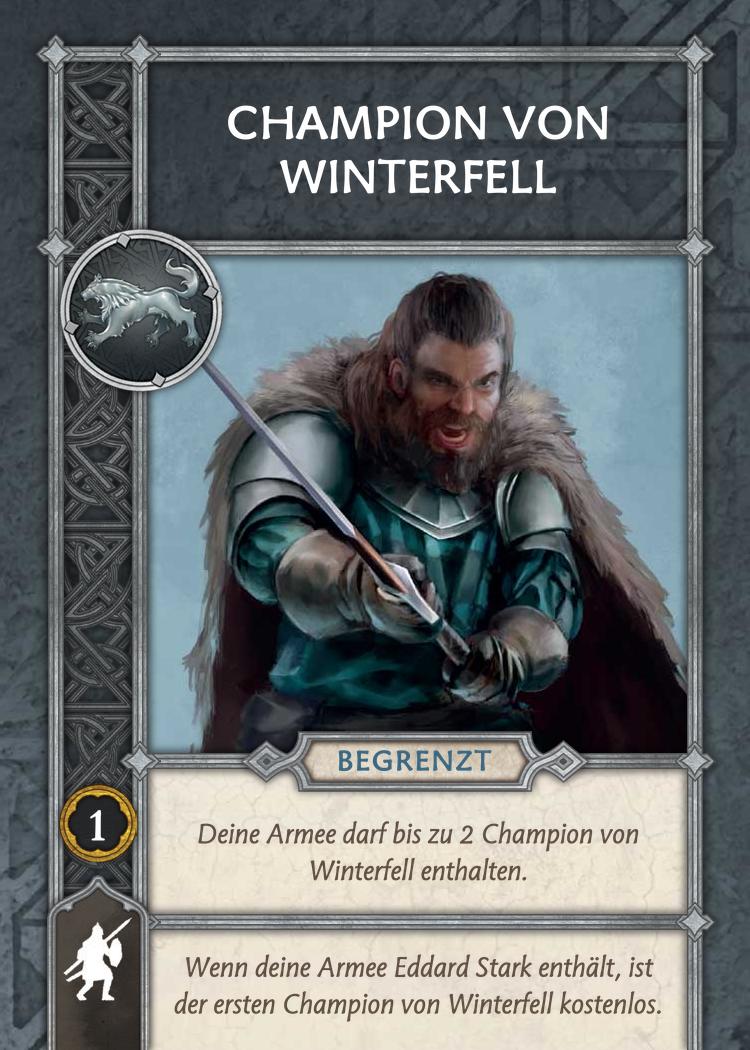 CHAMPION VON
WINTERFELL
BEGRENZT
1
Deine Armee darf bis zu 2 Champion von
Winterfell enthalten.
Wenn deine Armee Eddard Stark enthält, ist
der ersten Champion von Winterfell kostenlos.